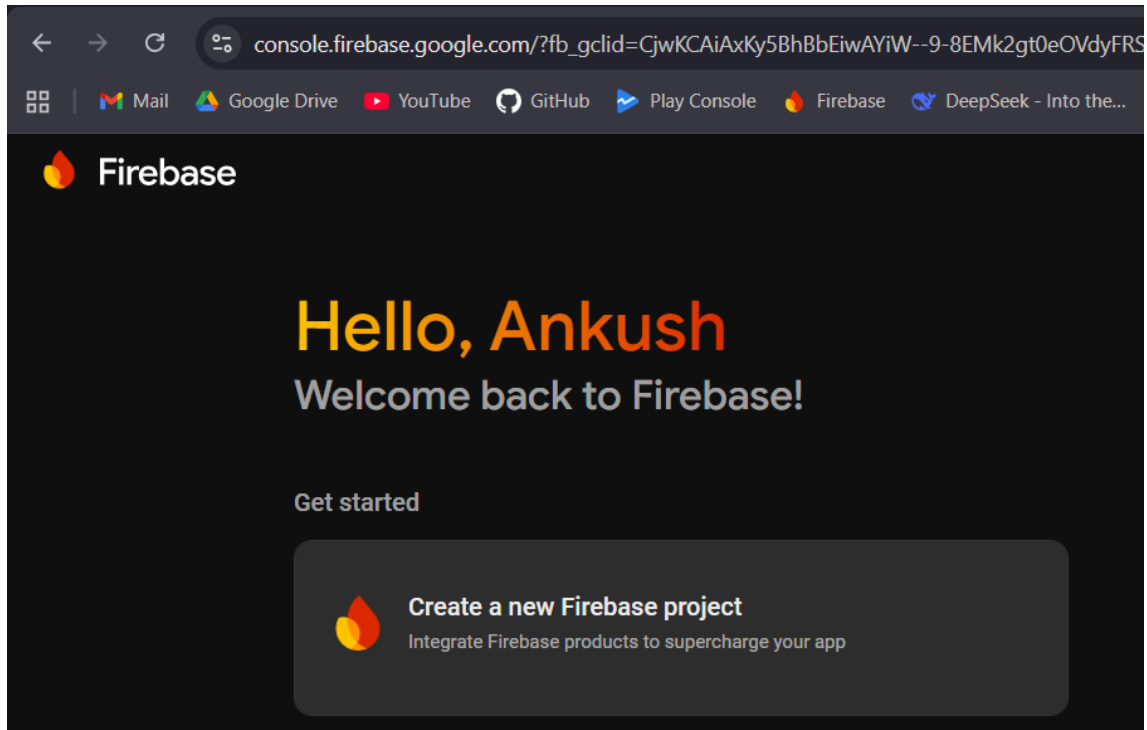 console.firebase.google.com/?fb_gclid=CjwKCAiAxKy5BhBbEiwAYiW--9-8EMk2gt0eOVdyFRS
Mail Google Drive YouTube GitHub Play Console Firebase DeepSeek - Into the...
Firebase
Hello, Ankush
Welcome back to Firebase!
Get started
Create a new Firebase project
Integrate Firebase products to supercharge your app